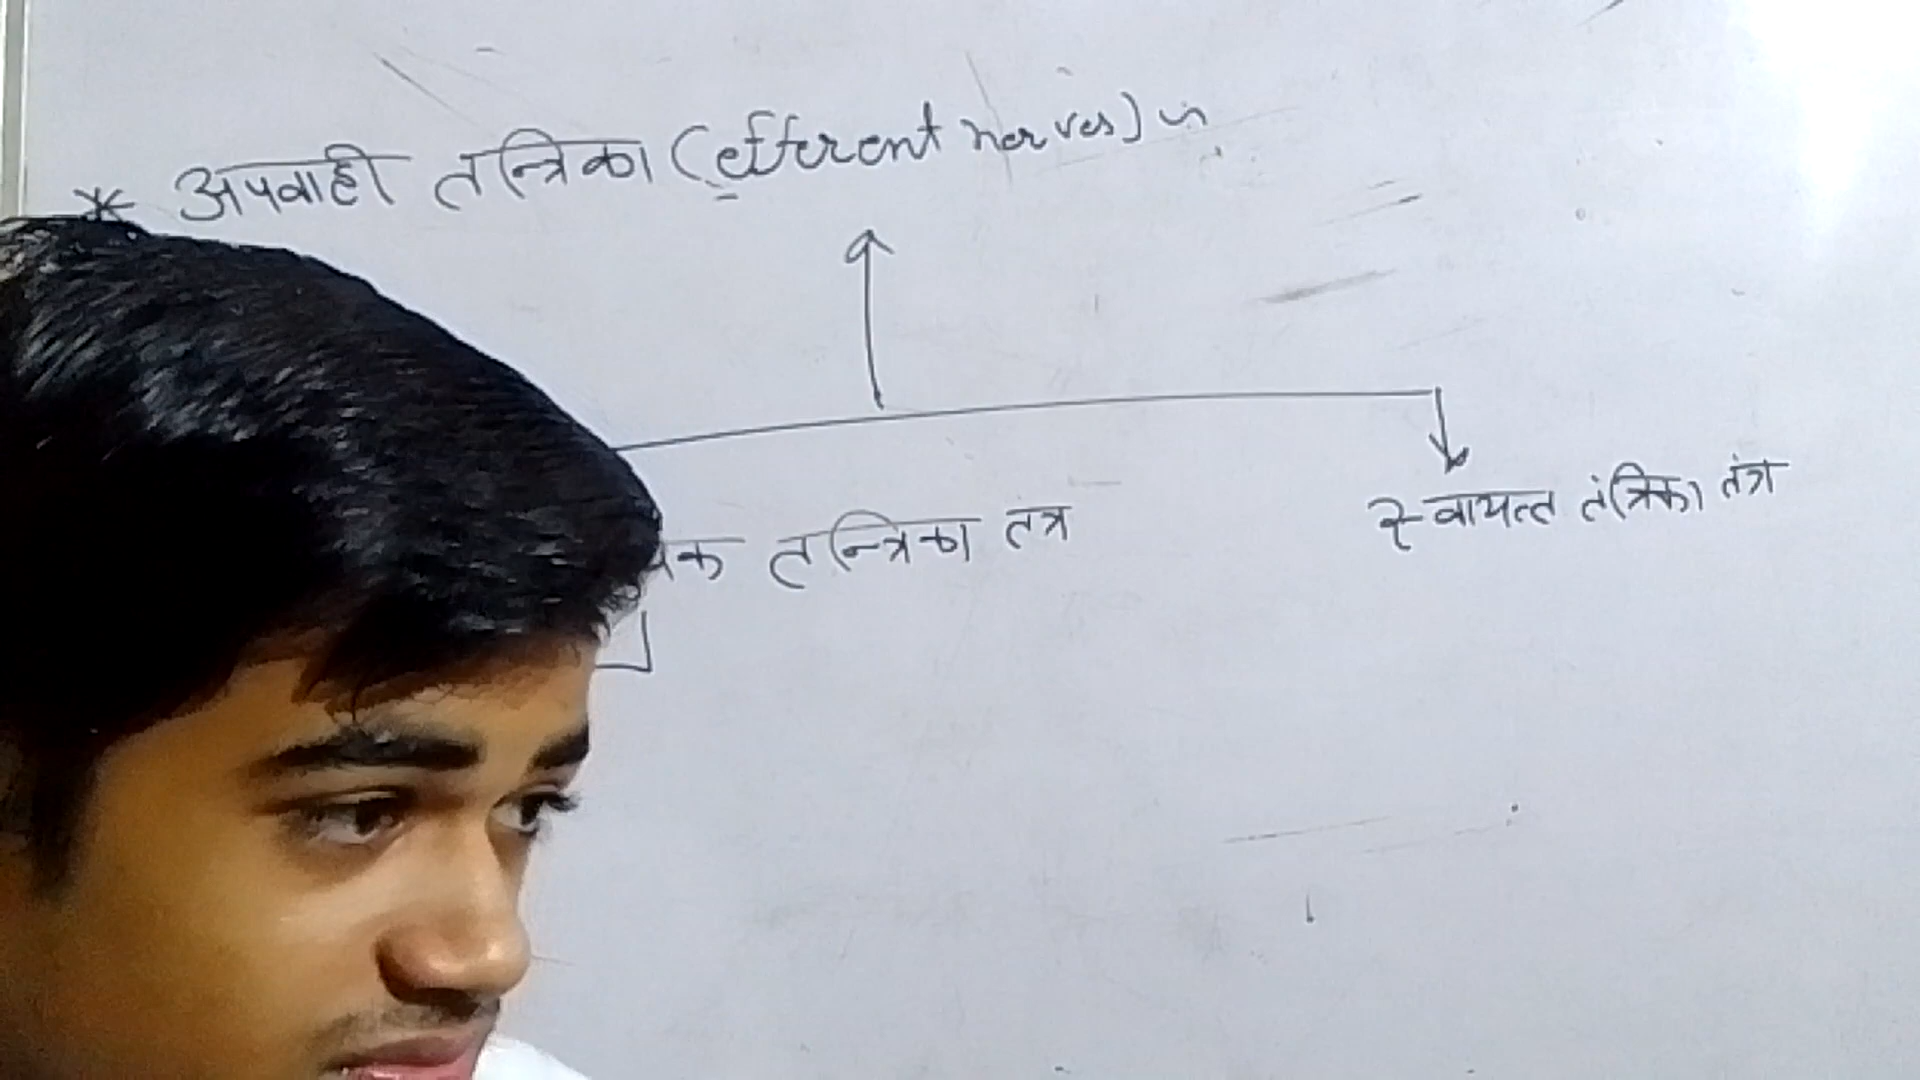 * अपवाही तन्त्रिका (efferent nerves)
तन्त्रिका तत्र
स्वायत्त तंत्रिका तंत्र